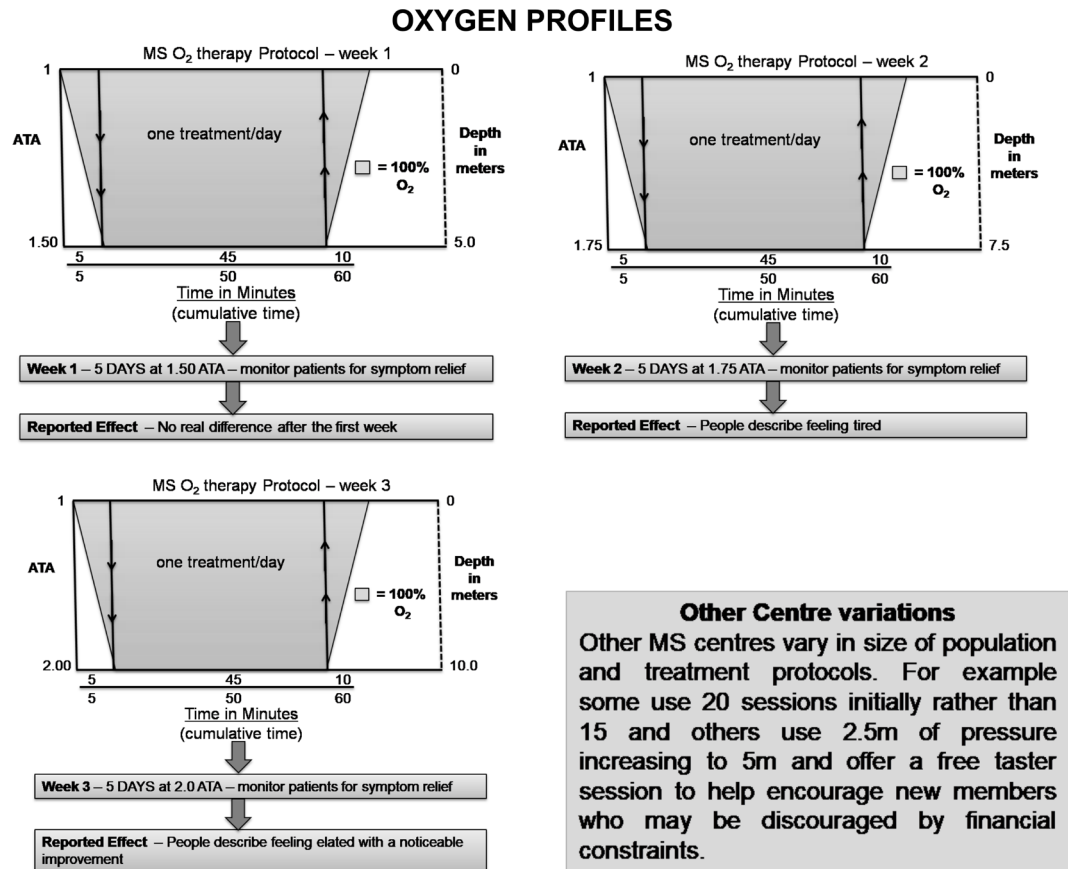 OXYGEN PROFILES
MS O2 therapy Protocol – week 1
1
0
ATA
one treatment/day
Depth
in
meters
= 100%
O2
1.50
5.0
5 45 10
5 50 60
Time in Minutes
(cumulative time)
Week 1 – 5 DAYS at 1.50 ATA – monitor patients for symptom relief
Reported Effect – No real difference after the first week
MS O2 therapy Protocol – week 2
1
0
ATA
one treatment/day
Depth
in
meters
= 100%
O2
1.75
7.5
5 45 10
5 50 60
Time in Minutes
(cumulative time)
Week 2 – 5 DAYS at 1.75 ATA – monitor patients for symptom relief
Reported Effect – People describe feeling tired
MS O2 therapy Protocol – week 3
1
0
ATA
one treatment/day
Depth
in
meters
= 100%
O2
2.00
10.0
5 45 10
5 50 60
Time in Minutes
(cumulative time)
Week 3 – 5 DAYS at 2.0 ATA – monitor patients for symptom relief
Reported Effect – People describe feeling elated with a noticeable
improvement
Other Centre variations
Other MS centres vary in size of population
and treatment protocols. For example
some use 20 sessions initially rather than
15 and others use 2.5m of pressure
increasing to 5m and offer a free taster
session to help encourage new members
who may be discouraged by financial
constraints.